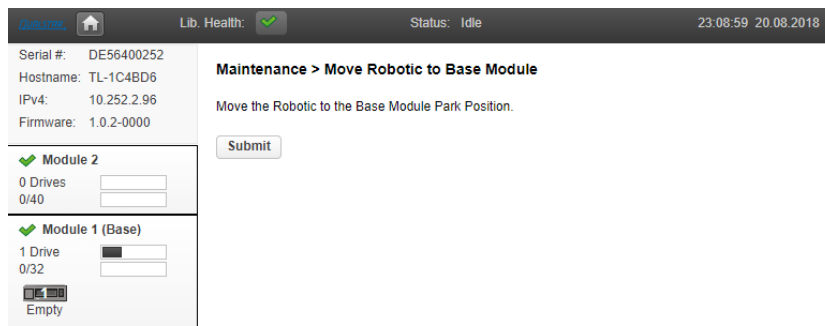 Lib. Health:
Status: Idle
23:08:59 20.08.2018
Serial #: DE56400252
Hostname: TL-1C4BD6
IPv4: 10.252.2.96
Firmware: 1.0.2-0000
Maintenance > Move Robotic to Base Module
Move the Robotic to the Base Module Park Position.
Submit
Module 2
0 Drives
0/40
Module 1 (Base)
1 Drive
0/32
1
Empty